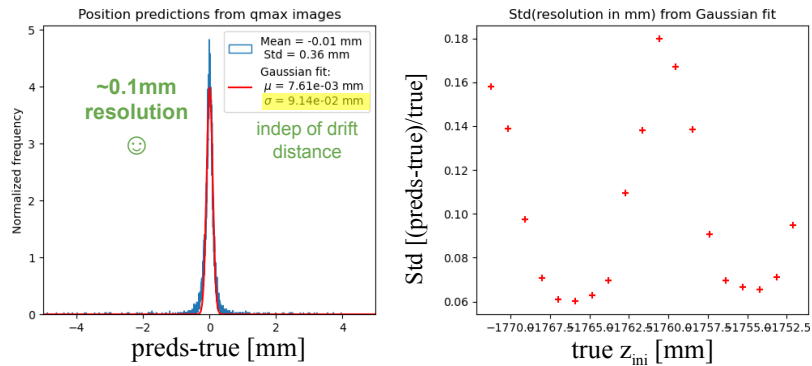 Position predictions from qmax images
Normalized frequency
5
4
3
2
1
0
−4
−2
0
2
4
preds-true [mm]
Mean = -0.01 mm
Std = 0.36 mm
Gaussian fit:
μ = 7.61e-03 mm
σ = 9.14e-02 mm
~0.1mm
resolution
☺
indep of drift
distance
Std(resolution in mm) from Gaussian fit
Std [(preds-true)/true]
0.18
0.16
0.14
0.12
0.10
0.08
0.06
−1770.0−1767.5−1765.0−1762.5−1760.0−1757.5−1755.0−1752.5
true z_ini [mm]